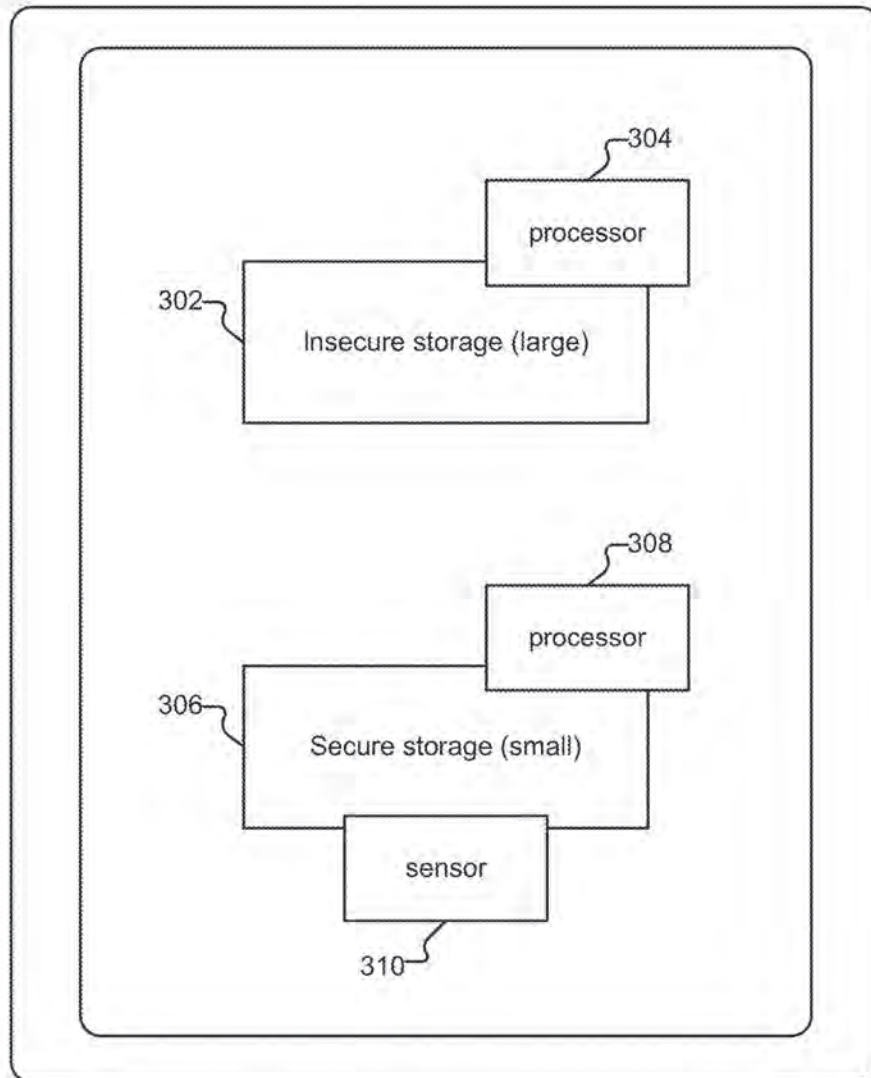 304
processor
302
Insecure storage (large)
308
processor
306
Secure storage (small)
sensor
310